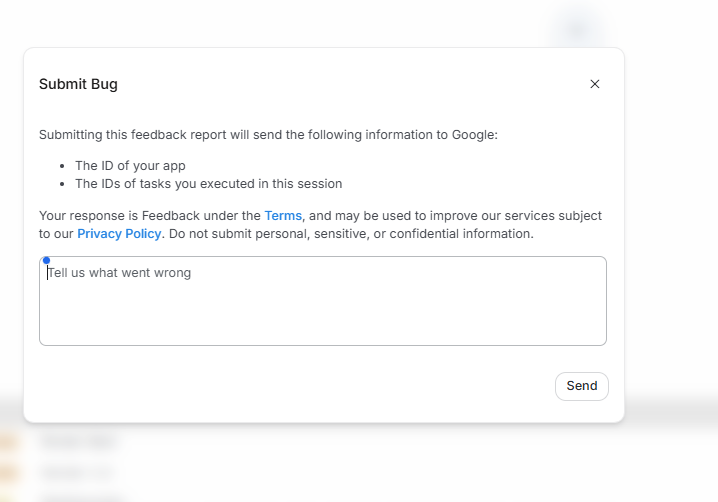 Submit Bug
Submitting this feedback report will send the following information to Google:
The ID of your app
The IDs of tasks you executed in this session
Your response is Feedback under the Terms, and may be used to improve our services subject
to our Privacy Policy. Do not submit personal, sensitive, or confidential information.
Tell us what went wrong
Send